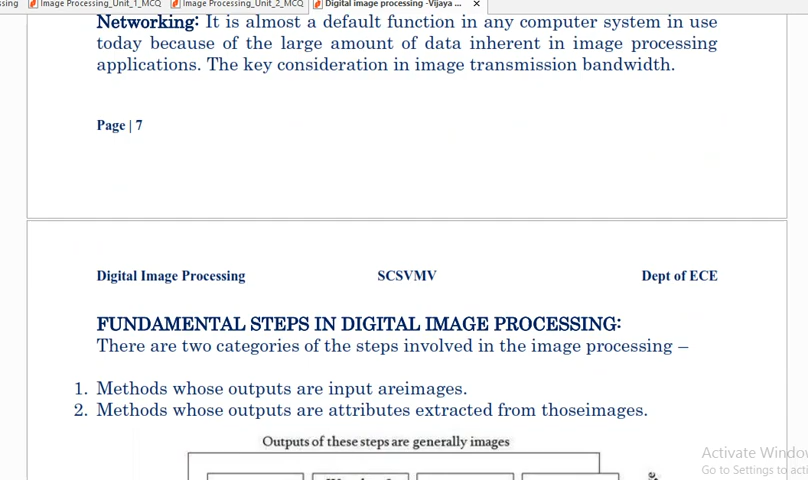 ssing
Image Processing_Unit_1_MCQ
Image Processing_Unit_2_MCQ
Digital image processing -Vijaya ...
Networking: It is almost a default function in any computer system in use
today because of the large amount of data inherent in image processing
applications. The key consideration in image transmission bandwidth.
Page | 7
Digital Image Processing SCSVMV Dept of ECE
FUNDAMENTAL STEPS IN DIGITAL IMAGE PROCESSING:
There are two categories of the steps involved in the image processing –
1. Methods whose outputs are input areimages.
2. Methods whose outputs are attributes extracted from thoseimages.
Outputs of these steps are generally images
Activate Windo
Go to Settings to acti